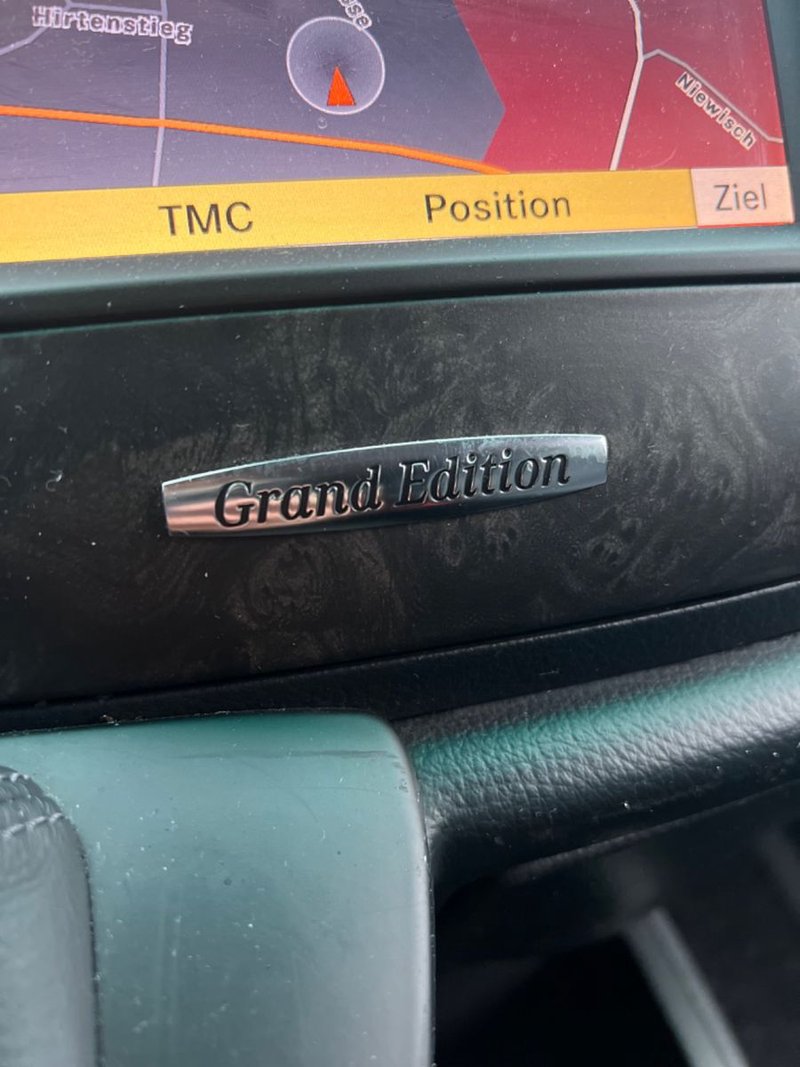 Hirtenstieg
Niewisch
TMC
Position
Ziel
Grand Edition